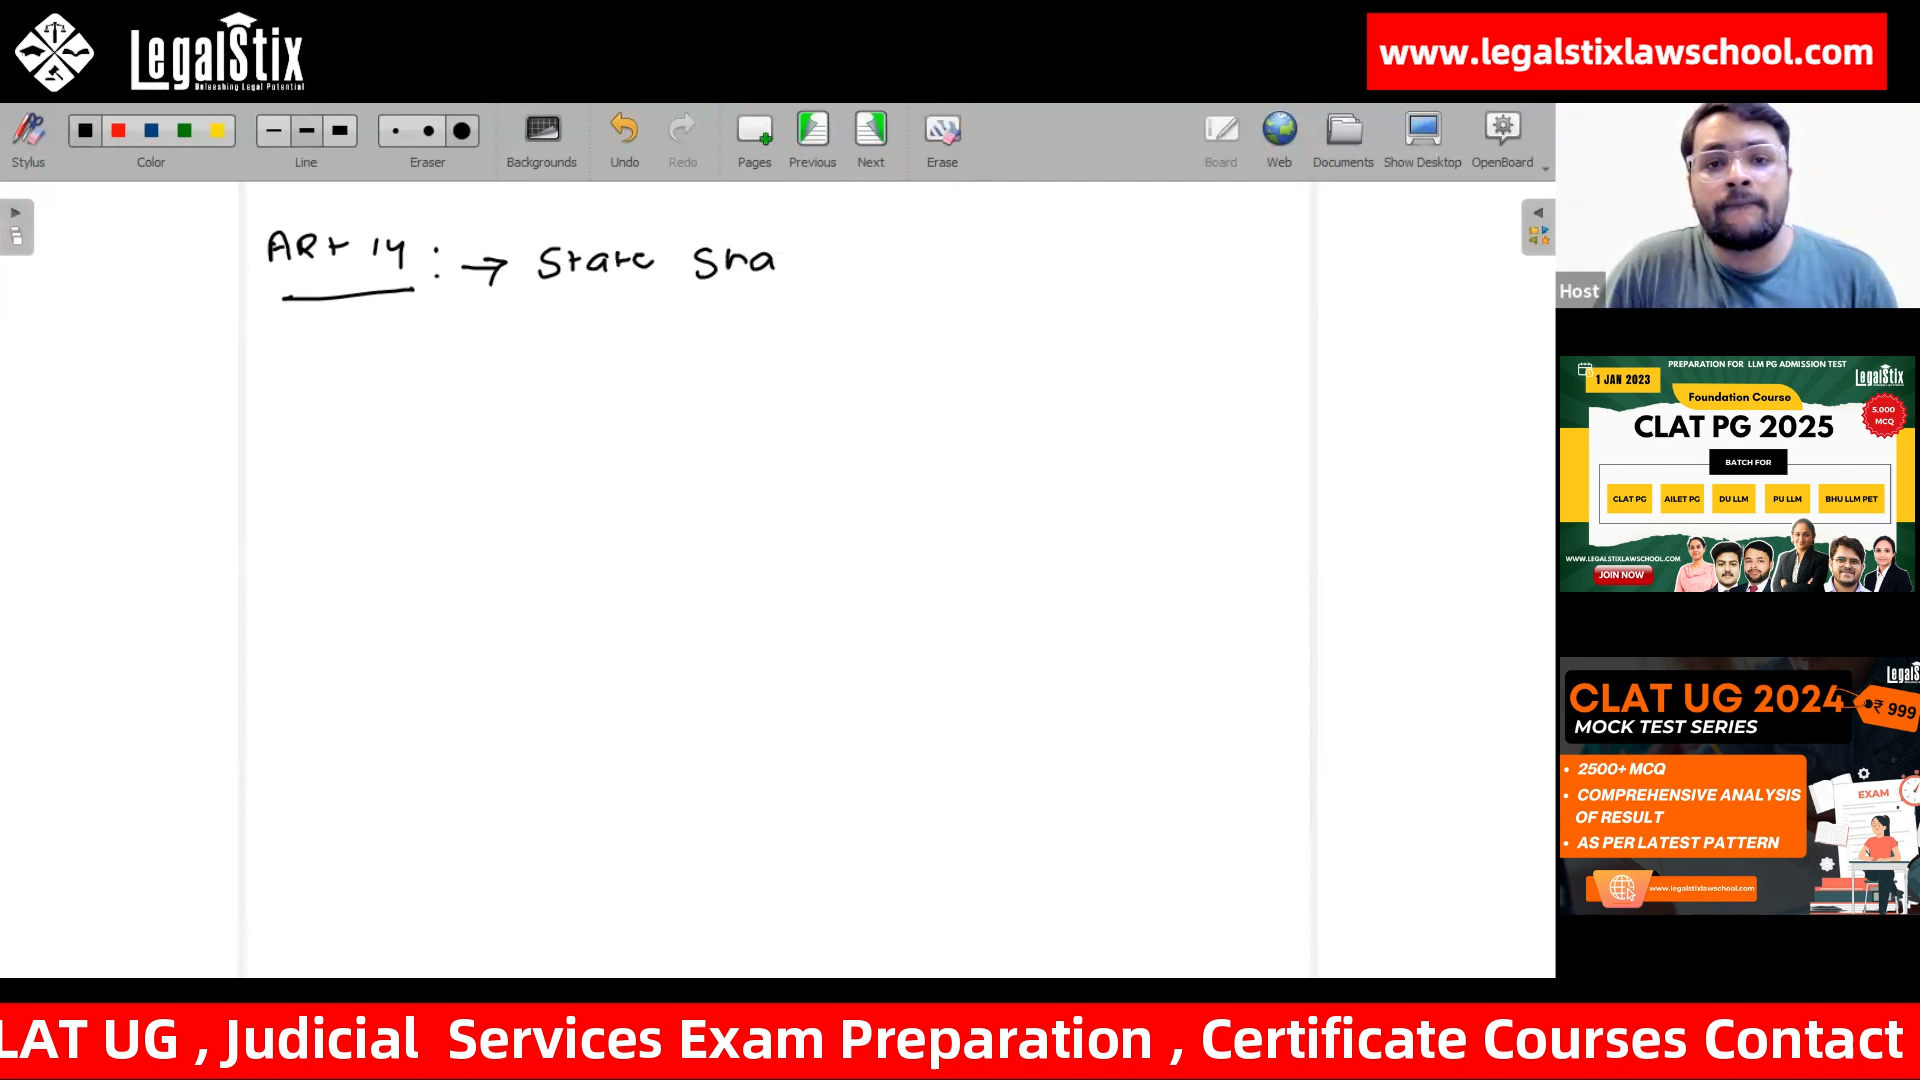 LegalStix
Unleashing Legal Potential
www.legalstixlawschool.com
Stylus
Color
Line
Eraser
Backgrounds
Undo
Redo
Pages
Previous
Next
Erase
Board
Web
Documents
Show Desktop
OpenBoard
ARt 14 : → State Sha
Host
PREPARATION FOR LLM PG ADMISSION TEST
1 JAN 2023
LegalStix
Foundation Course
CLAT PG 2025
5,000
MCQ
BATCH FOR
CLAT PG AILET PG DU LLM PU LLM BHU LLM PET
WWW.LEGALSTIXLAWSCHOOL.COM
JOIN NOW
LegalS
CLAT UG 2024
₹ 999
MOCK TEST SERIES
• 2500+ MCQ
• COMPREHENSIVE ANALYSIS
OF RESULT
• AS PER LATEST PATTERN
EXAM
www.legalstixlawschool.com
LAT UG , Judicial Services Exam Preparation , Certificate Courses Contact